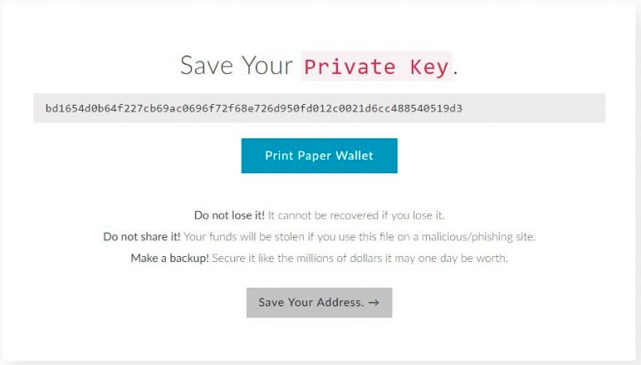 Save Your Private Key.
bd1654d0b64f227cb69ac0696f72f68e726d950fd012c0021d6cc488540519d3
Print Paper Wallet
Do not lose it! It cannot be recovered if you lose it.
Do not share it! Your funds will be stolen if you use this file on a malicious/phishing site.
Make a backup! Secure it like the millions of dollars it may one day be worth.
Save Your Address. →